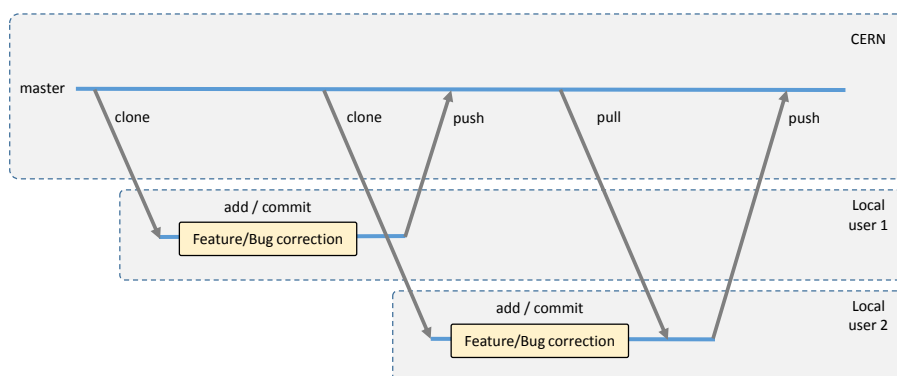 CERN
master
clone
clone
push
pull
push
add / commit
Local
user 1
Feature/Bug correction
add / commit
Local
user 2
Feature/Bug correction